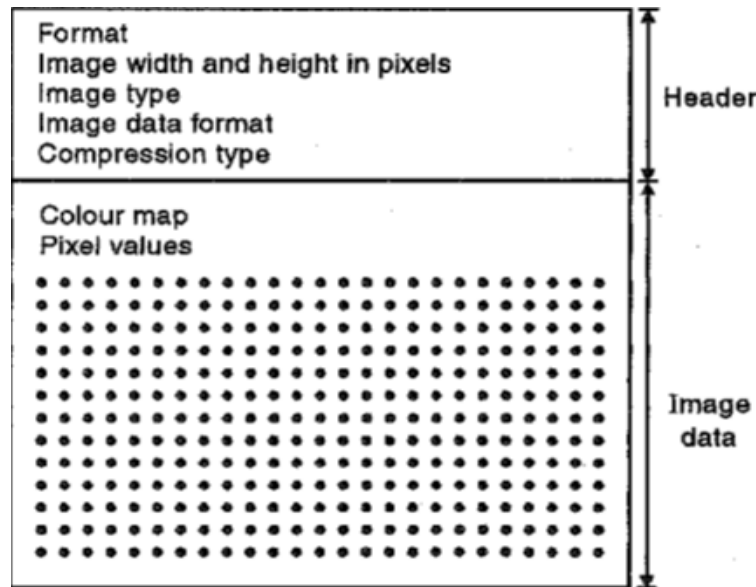 Format
Image width and height in pixels
Image type
Image data format
Compression type
Header
Colour map
Pixel values
Image
data